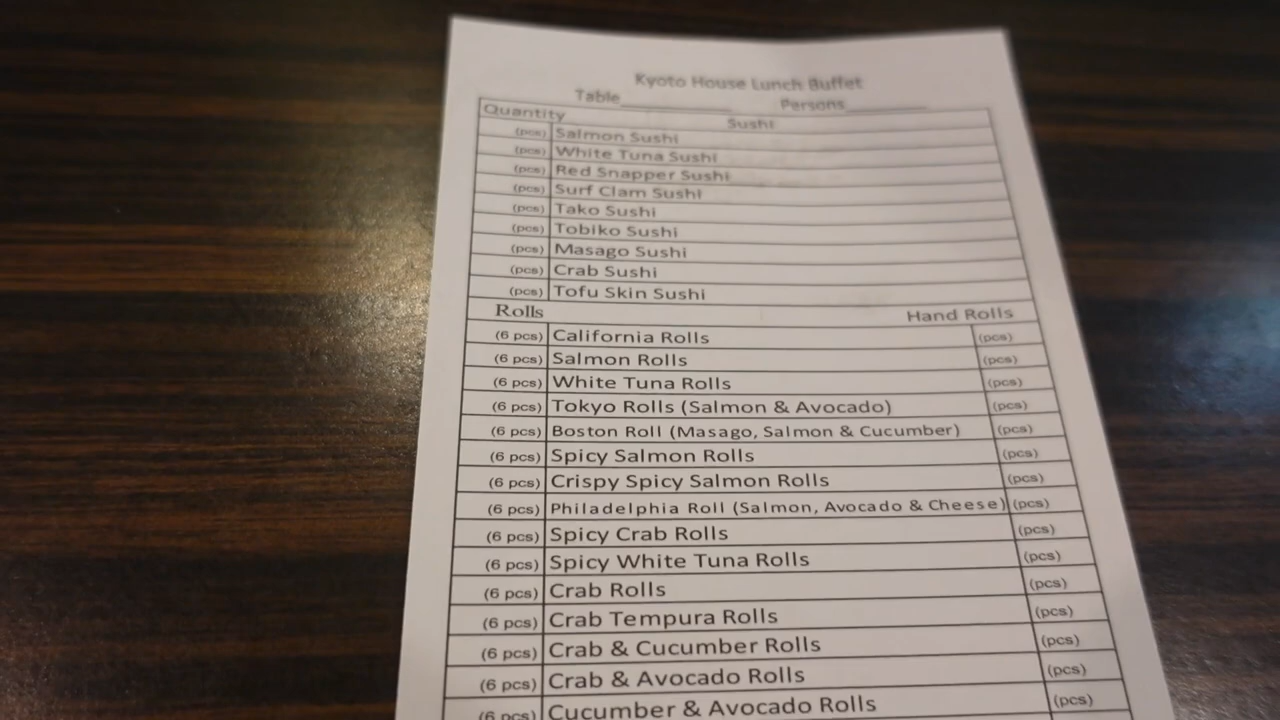 Kyoto House Lunch Buffet
Table__________ Persons__________
Quantity Sushi
(pcs) Salmon Sushi
(pcs) White Tuna Sushi
(pcs) Red Snapper Sushi
(pcs) Surf Clam Sushi
(pcs) Tako Sushi
(pcs) Tobiko Sushi
(pcs) Masago Sushi
(pcs) Crab Sushi
(pcs) Tofu Skin Sushi
Rolls Hand Rolls
(6 pcs) California Rolls (pcs)
(6 pcs) Salmon Rolls (pcs)
(6 pcs) White Tuna Rolls (pcs)
(6 pcs) Tokyo Rolls (Salmon & Avocado) (pcs)
(6 pcs) Boston Roll (Masago, Salmon & Cucumber) (pcs)
(6 pcs) Spicy Salmon Rolls (pcs)
(6 pcs) Crispy Spicy Salmon Rolls (pcs)
(6 pcs) Philadelphia Roll (Salmon, Avocado & Cheese) (pcs)
(6 pcs) Spicy Crab Rolls (pcs)
(6 pcs) Spicy White Tuna Rolls (pcs)
(6 pcs) Crab Rolls (pcs)
(6 pcs) Crab Tempura Rolls (pcs)
(6 pcs) Crab & Cucumber Rolls (pcs)
(6 pcs) Crab & Avocado Rolls (pcs)
(6 pcs) Cucumber & Avocado Rolls (pcs)